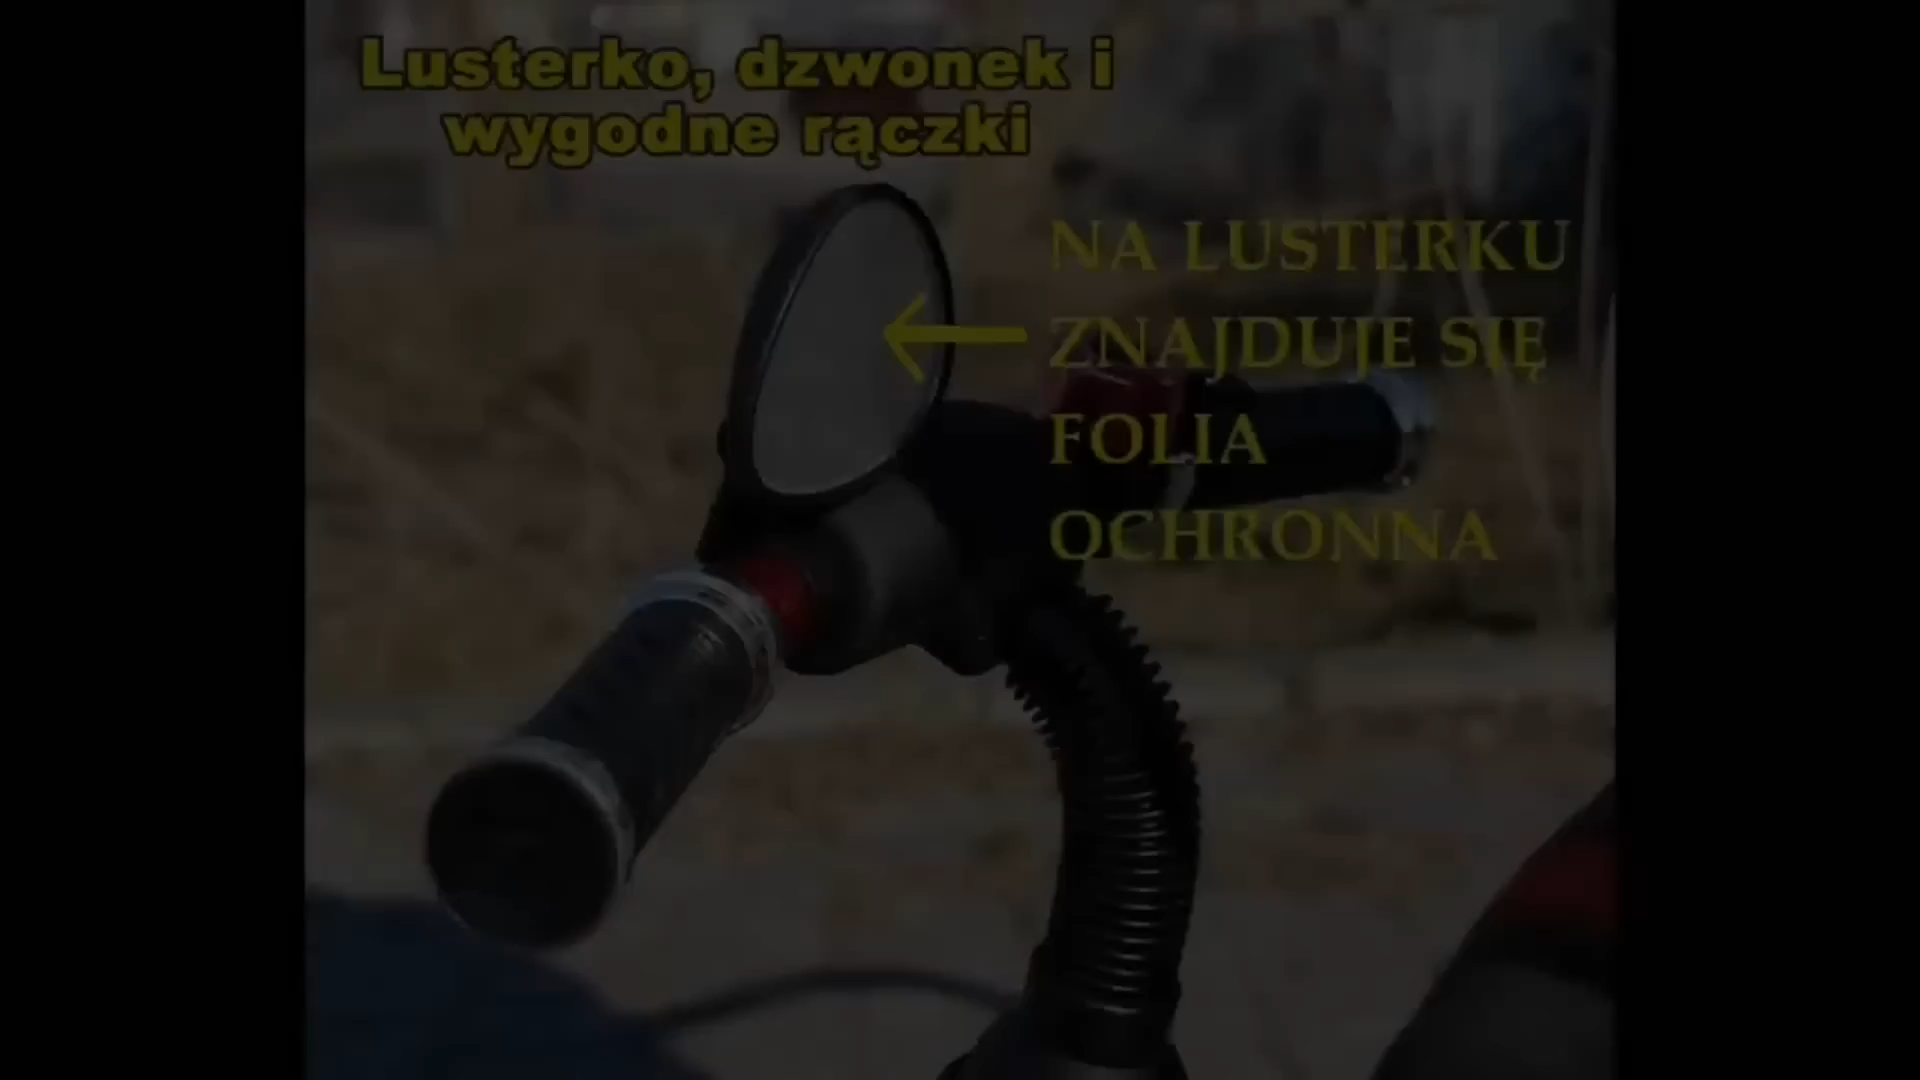 Lusterko, dzwonek i
wygodne rączki
NA LUSTERKU
ZNAJDUJE SIĘ
FOLIA
OCHRONNA